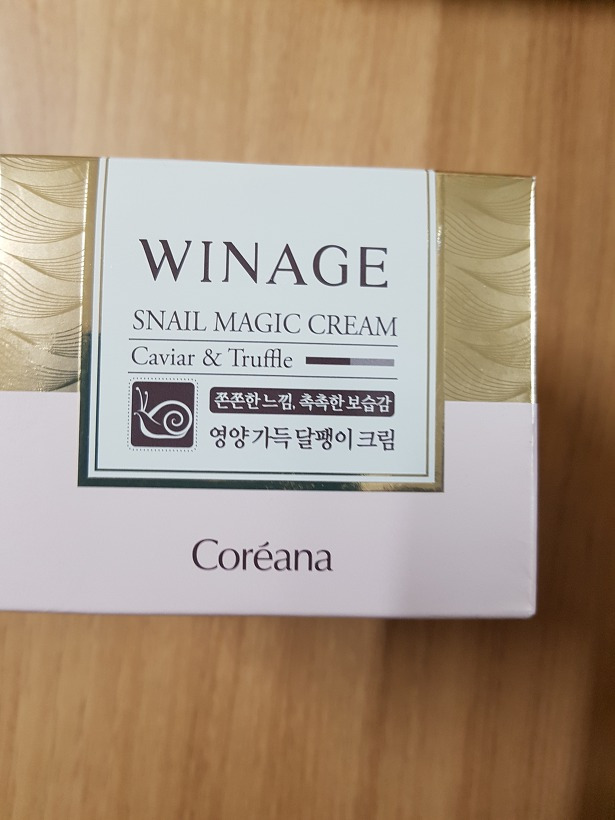 WINAGE
SNAIL MAGIC CREAM
Caviar & Truffle
쫀쫀한 느낌, 촉촉한 보습감
영양 가득 달팽이 크림
Coréana